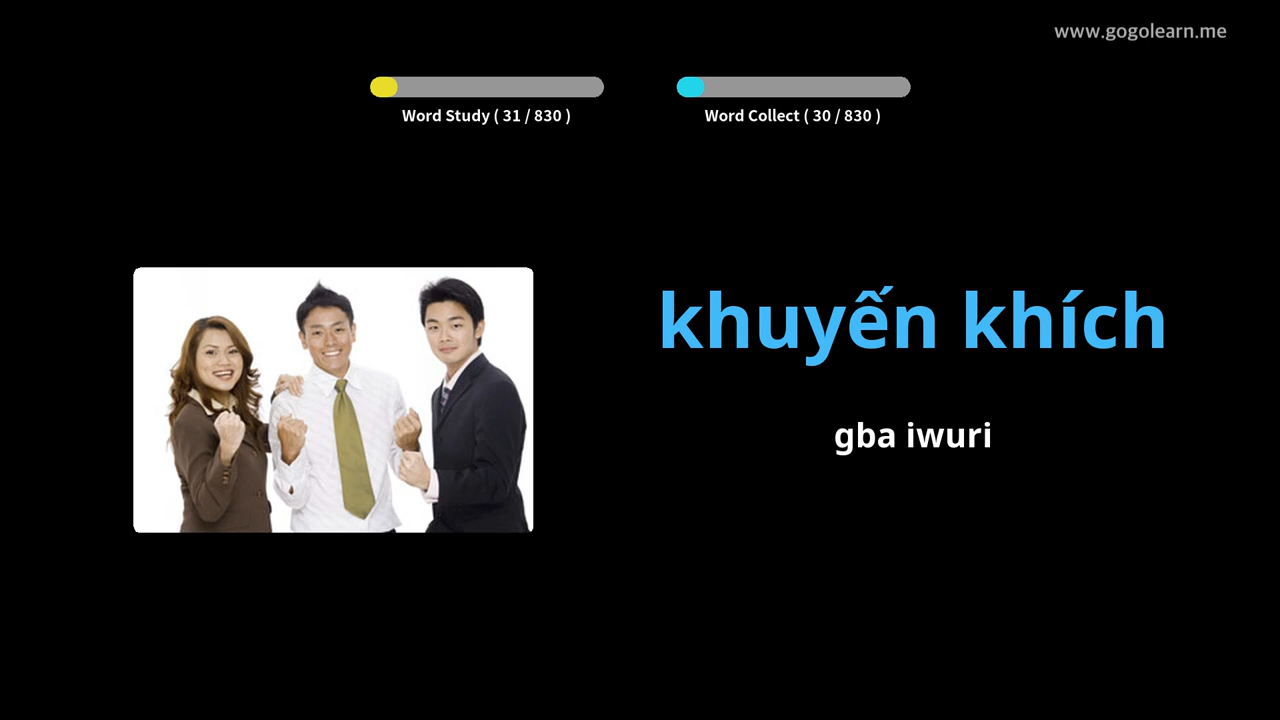 www.gogolearn.me
Word Study ( 31 / 830 )
Word Collect ( 30 / 830 )
khuyến khích
gba iwuri